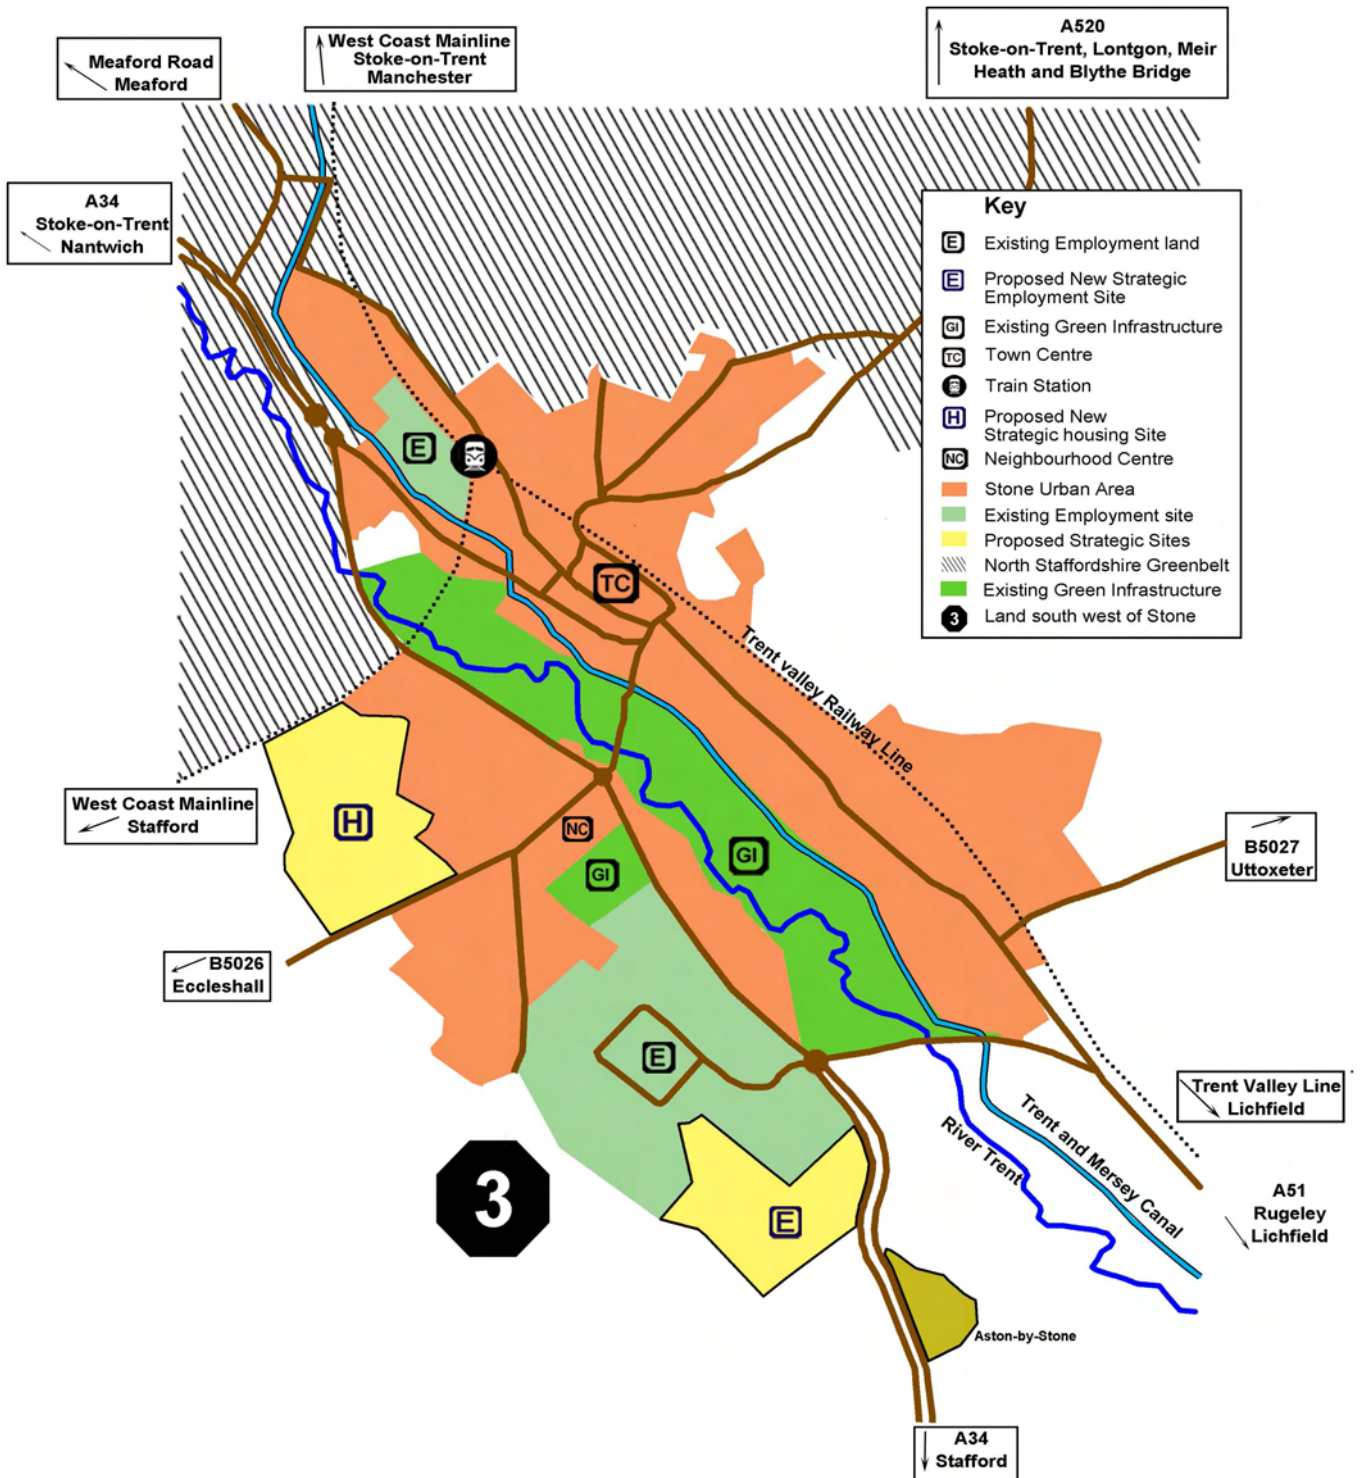 Meaford Road
Meaford
West Coast Mainline
Stoke-on-Trent
Manchester
A520
Stoke-on-Trent, Lontgon, Meir
Heath and Blythe Bridge
A34
Stoke-on-Trent
Nantwich
Key
E Existing Employment land
E Proposed New Strategic
Employment Site
GI Existing Green Infrastructure
TC Town Centre
Train Station
H Proposed New
Strategic housing Site
NC Neighbourhood Centre
Stone Urban Area
Existing Employment site
Proposed Strategic Sites
North Staffordshire Greenbelt
Existing Green Infrastructure
3 Land south west of Stone
E
TC
Trent valley Railway Line
West Coast Mainline
Stafford
H
NC
GI
GI
B5027
Uttoxeter
B5026
Eccleshall
E
Trent Valley Line
Lichfield
River Trent
Trent and Mersey Canal
3
E
A51
Rugeley
Lichfield
Aston-by-Stone
A34
Stafford